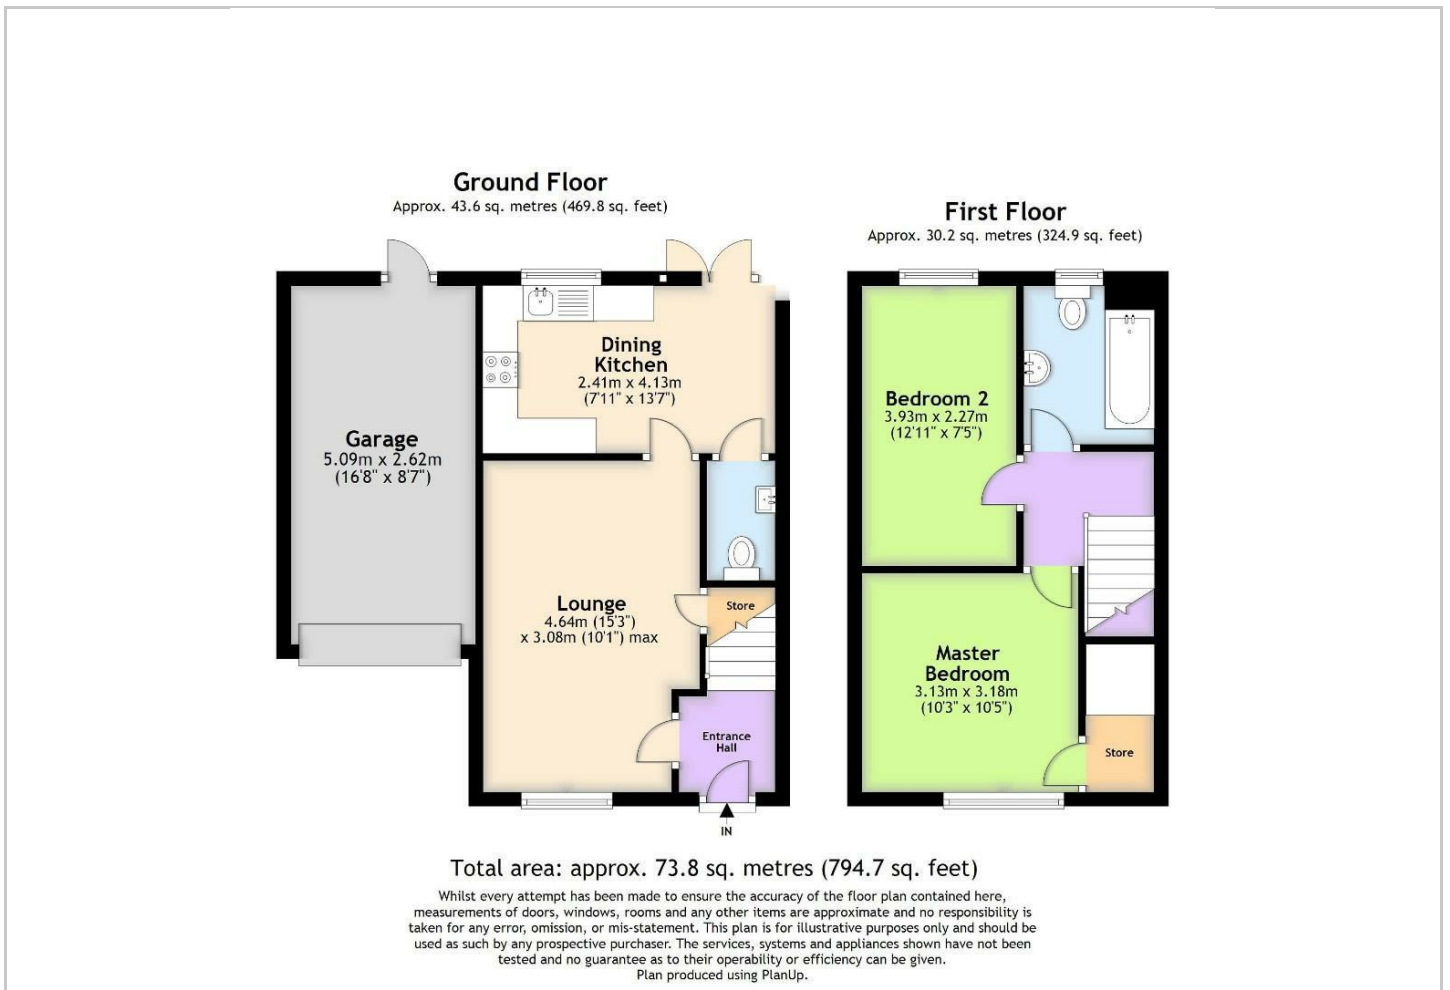 Ground Floor
Approx. 43.6 sq. metres (469.8 sq. feet)
Dining
Kitchen
2.41m x 4.13m
(7'11" x 13'7")
Garage
5.09m x 2.62m
(16'8" x 8'7")
Lounge
4.64m (15'3")
x 3.08m (10'1") max
Store
Entrance
Hall
IN
First Floor
Approx. 30.2 sq. metres (324.9 sq. feet)
Bedroom 2
3.93m x 2.27m
(12'11" x 7'5")
Master
Bedroom
3.13m x 3.18m
(10'3" x 10'5")
Store
Total area: approx. 73.8 sq. metres (794.7 sq. feet)
Whilst every attempt has been made to ensure the accuracy of the floor plan contained here,
measurements of doors, windows, rooms and any other items are approximate and no responsibility is
taken for any error, omission, or mis-statement. This plan is for illustrative purposes only and should be
used as such by any prospective purchaser. The services, systems and appliances shown have not been
tested and no guarantee as to their operability or efficiency can be given.
Plan produced using PlanUp.